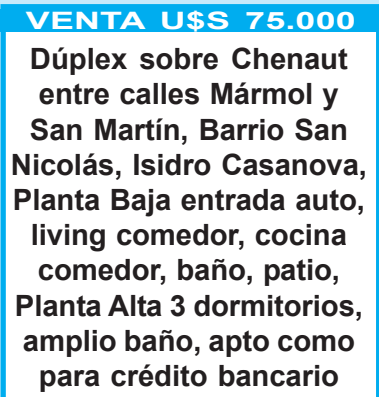 VENTA U$S 75.000
Dúplex sobre Chenaut
entre calles Mármol y
San Martín, Barrio San
Nicolás, Isidro Casanova,
Planta Baja entrada auto,
living comedor, cocina
comedor, baño, patio,
Planta Alta 3 dormitorios,
amplio baño, apto como
para crédito bancario